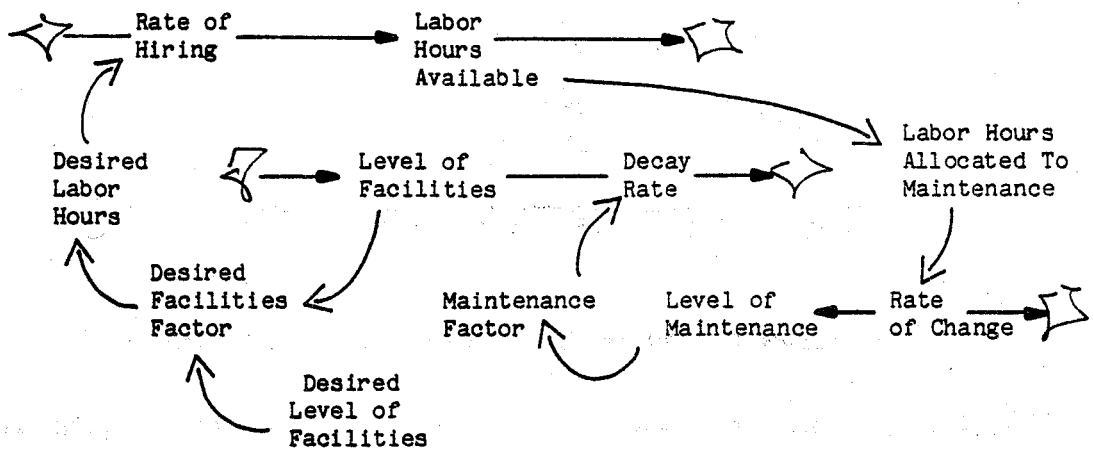 Rate of
Hiring
Labor
Hours
Available
Labor Hours
Allocated To
Maintenance
Desired
Labor
Hours
Level of
Facilities
Decay
Rate
Desired
Facilities
Factor
Maintenance
Factor
Level of
Maintenance
Rate
of Change
Desired
Level of
Facilities